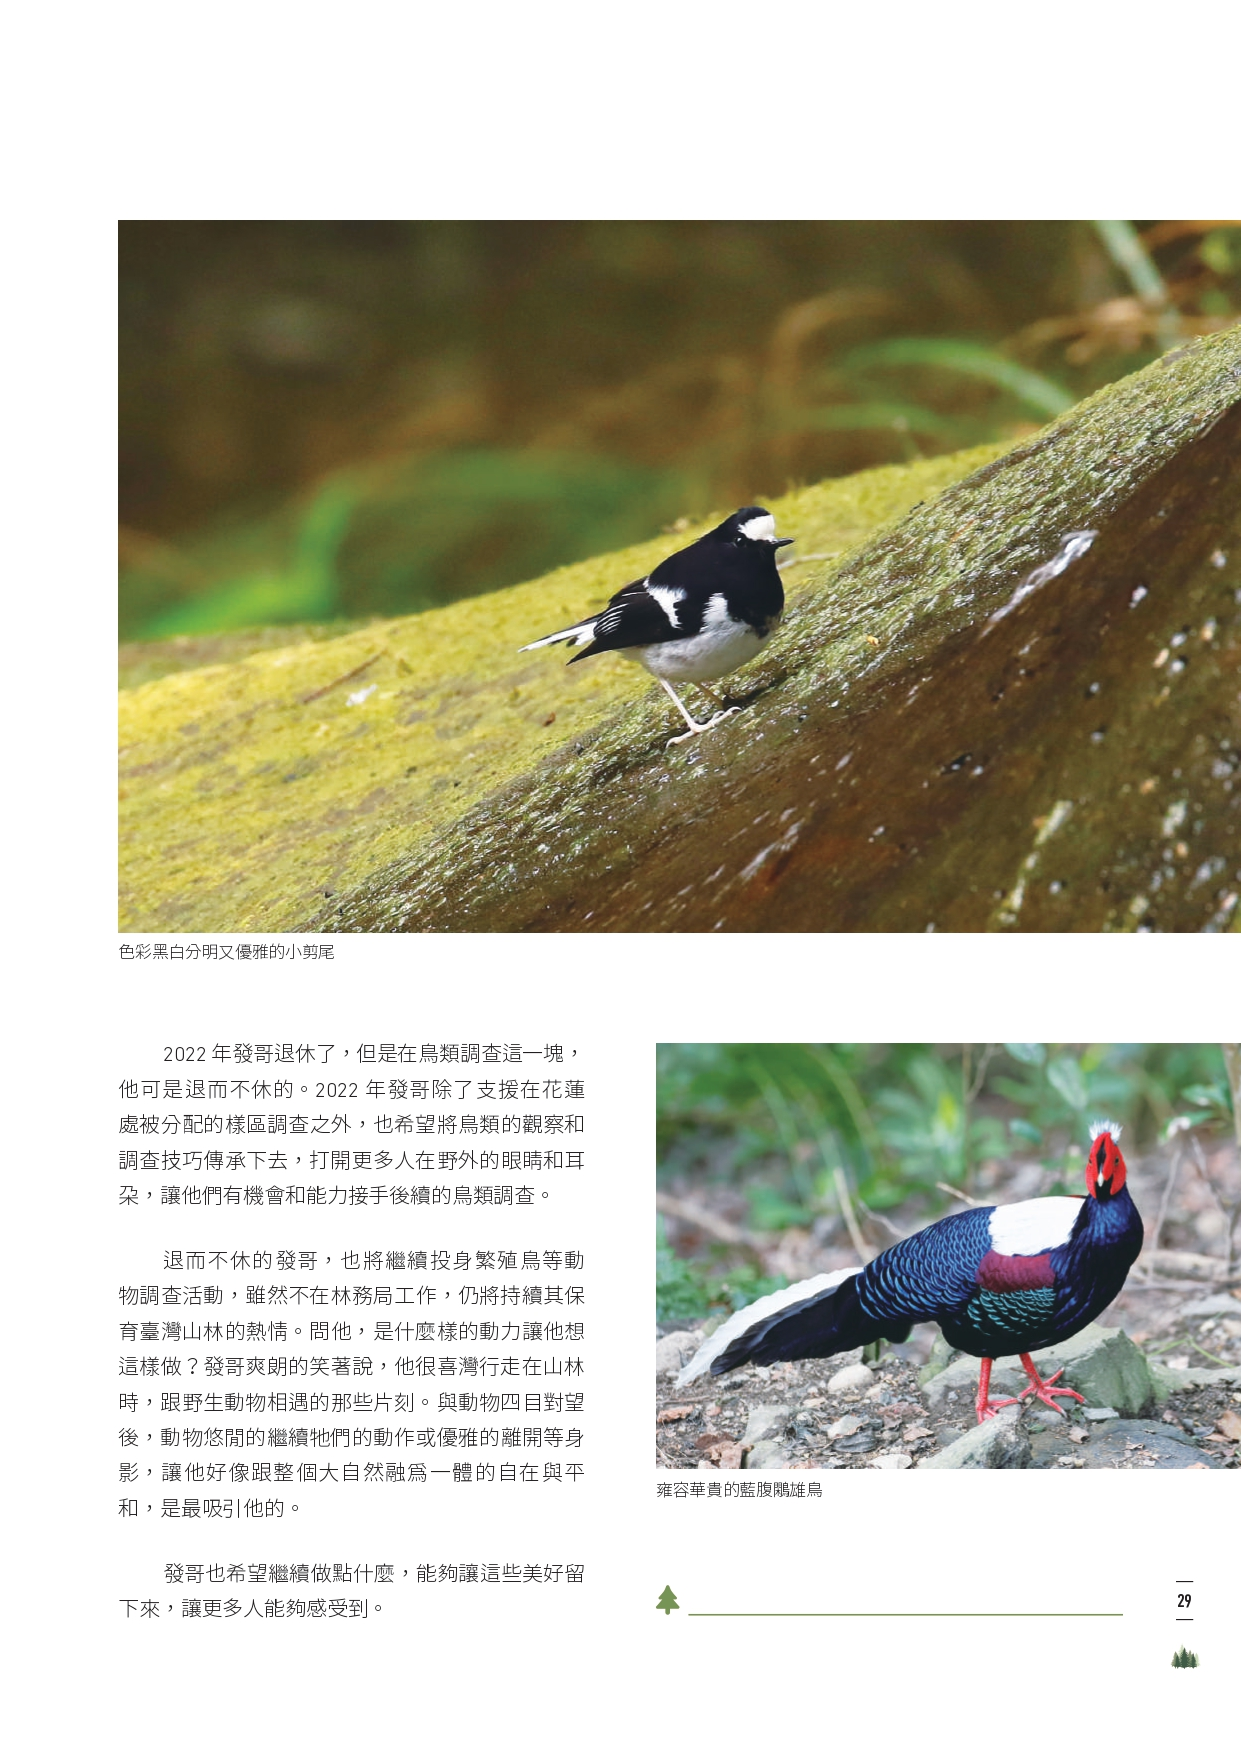 色彩黑白分明又優雅的小剪尾
2022 年發哥退休了，但是在鳥類調查這一塊，
他可是退而不休的。2022 年發哥除了支援在花蓮
處被分配的樣區調查之外，也希望將鳥類的觀察和
調查技巧傳承下去，打開更多人在野外的眼睛和耳
朵，讓他們有機會和能力接手後續的鳥類調查。
退而不休的發哥，也將繼續投身繁殖鳥等動
物調查活動，雖然不在林務局工作，仍將持續其保
育臺灣山林的熱情。問他，是什麼樣的動力讓他想
這樣做？發哥爽朗的笑著說，他很喜灣行走在山林
時，跟野生動物相遇的那些片刻。與動物四目對望
後，動物悠閒的繼續牠們的動作或優雅的離開等身
影，讓他好像跟整個大自然融為一體的自在與平
和，是最吸引他的。
發哥也希望繼續做點什麼，能夠讓這些美好留
下來，讓更多人能夠感受到。
雍容華貴的藍腹鷴雄鳥
29